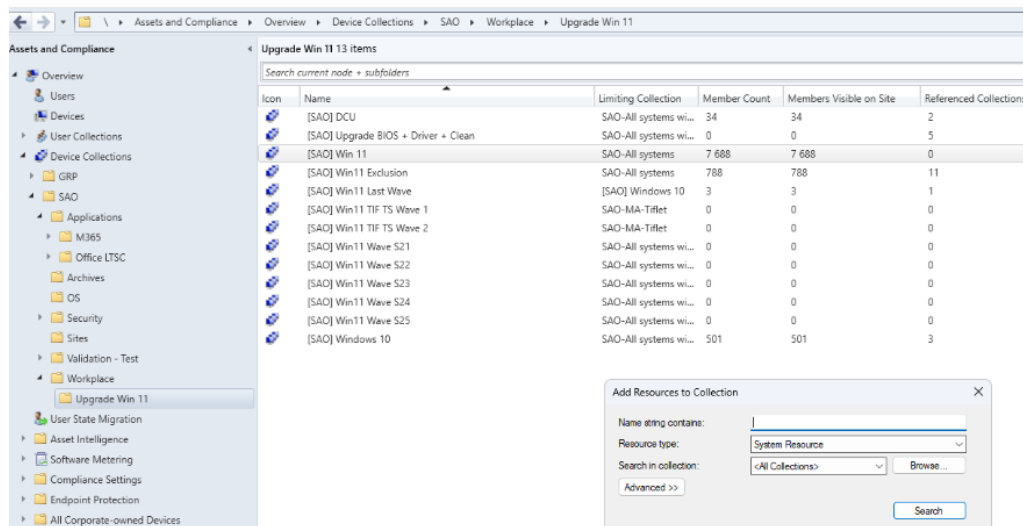 \ Assets and Compliance Overview Device Collections SAO Workplace Upgrade Win 11
Assets and Compliance
Overview
Users
Devices
User Collections
Device Collections
GRP
SAO
Applications
M365
Office LTSC
Archives
OS
Security
Sites
Validation - Test
Workplace
Upgrade Win 11
User State Migration
Asset Intelligence
Software Metering
Compliance Settings
Endpoint Protection
All Corporate-owned Devices
Upgrade Win 11 13 items
Search current node + subfolders
Icon Name Limiting Collection Member Count Members Visible on Site Referenced Collections
[SAO] DCU SAO-All systems wi... 34 34 2
[SAO] Upgrade BIOS + Driver + Clean SAO-All systems wi... 0 0 5
[SAO] Win 11 SAO-All systems 7 688 7 688 0
[SAO] Win11 Exclusion SAO-All systems 788 788 11
[SAO] Win11 Last Wave [SAO] Windows 10 3 3 1
[SAO] Win11 TIF TS Wave 1 SAO-MA-Tiflet 0 0 0
[SAO] Win11 TIF TS Wave 2 SAO-MA-Tiflet 0 0 0
[SAO] Win11 Wave S21 SAO-All systems wi... 0 0 0
[SAO] Win11 Wave S22 SAO-All systems wi... 0 0 0
[SAO] Win11 Wave S23 SAO-All systems wi... 0 0 0
[SAO] Win11 Wave S24 SAO-All systems wi... 0 0 0
[SAO] Win11 Wave S25 SAO-All systems wi... 0 0 0
[SAO] Windows 10 SAO-All systems wi... 501 501 3
Add Resources to Collection
Name string contains:
Resource type: System Resource
Search in collection: <All Collections> Browse...
Advanced >>
Search